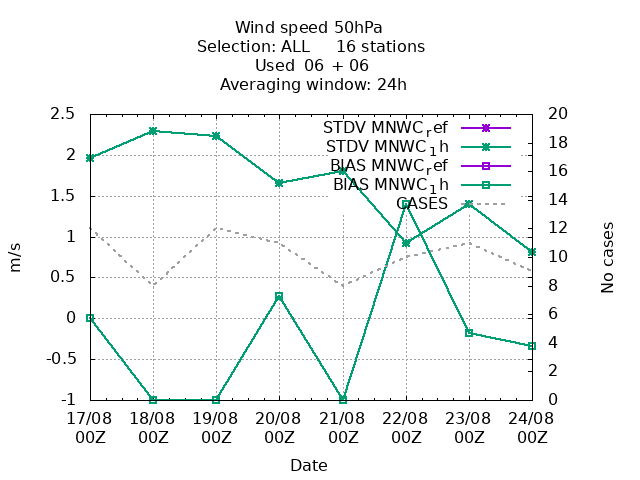 Wind speed 50hPa
Selection: ALL 16 stations
Used 06 + 06
Averaging window: 24h
2.5
2
1.5
1
0.5
0
-0.5
-1
20
18
16
14
12
10
8
6
4
2
0
STDV MNWC_ref
STDV MNWC_1h
BIAS MNWC_ref
BIAS MNWC_1h
CASES
m/s
No cases
17/08 18/08 19/08 20/08 21/08 22/08 23/08 24/08
00Z 00Z 00Z 00Z 00Z 00Z 00Z 00Z
Date